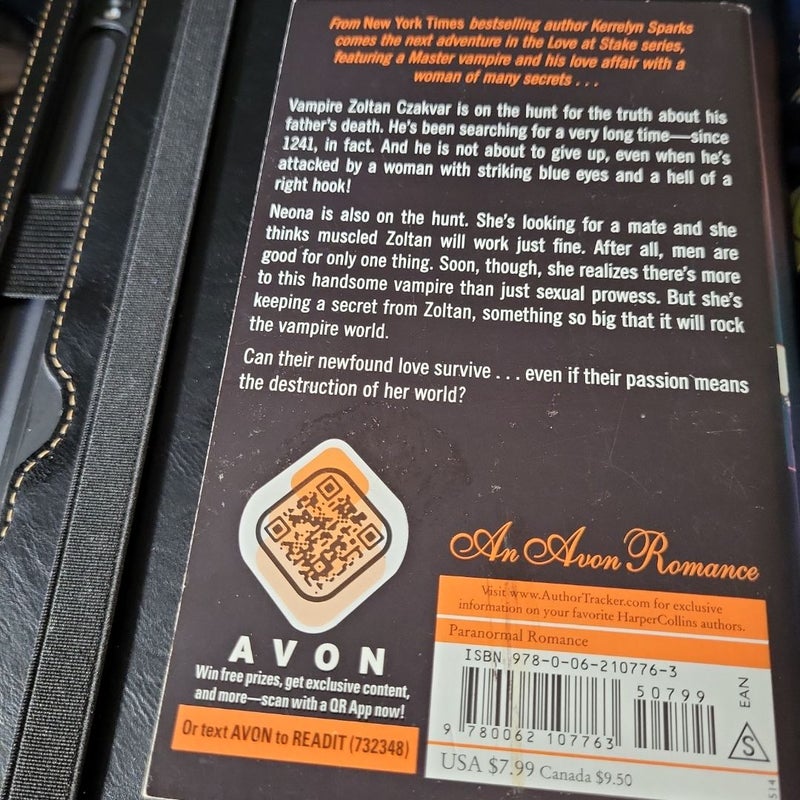 From New York Times bestselling author Kerrelyn Sparks
comes the next adventure in the Love at Stake series,
featuring a Master vampire and his love affair with a
woman of many secrets . . .
Vampire Zoltan Czakvar is on the hunt for the truth about his
father's death. He's been searching for a very long time—since
1241, in fact. And he is not about to give up, even when he's
attacked by a woman with striking blue eyes and a hell of a
right hook!
Neona is also on the hunt. She's looking for a mate and she
thinks muscled Zoltan will work just fine. After all, men are
good for only one thing. Soon, though, she realizes there's more
to this handsome vampire than just sexual prowess. But she's
keeping a secret from Zoltan, something so big that it will rock
the vampire world.
Can their newfound love survive . . . even if their passion means
the destruction of her world?
AVON
Win free prizes, get exclusive content,
and more—scan with a QR App now!
Or text AVON to READIT (732348)
An Avon Romance
Visit www.AuthorTracker.com for exclusive
information on your favorite HarperCollins authors.
Paranormal Romance
ISBN 978-0-06-210776-3
50799
EAN
9 780062 107763
S
USA $7.99 Canada $9.50